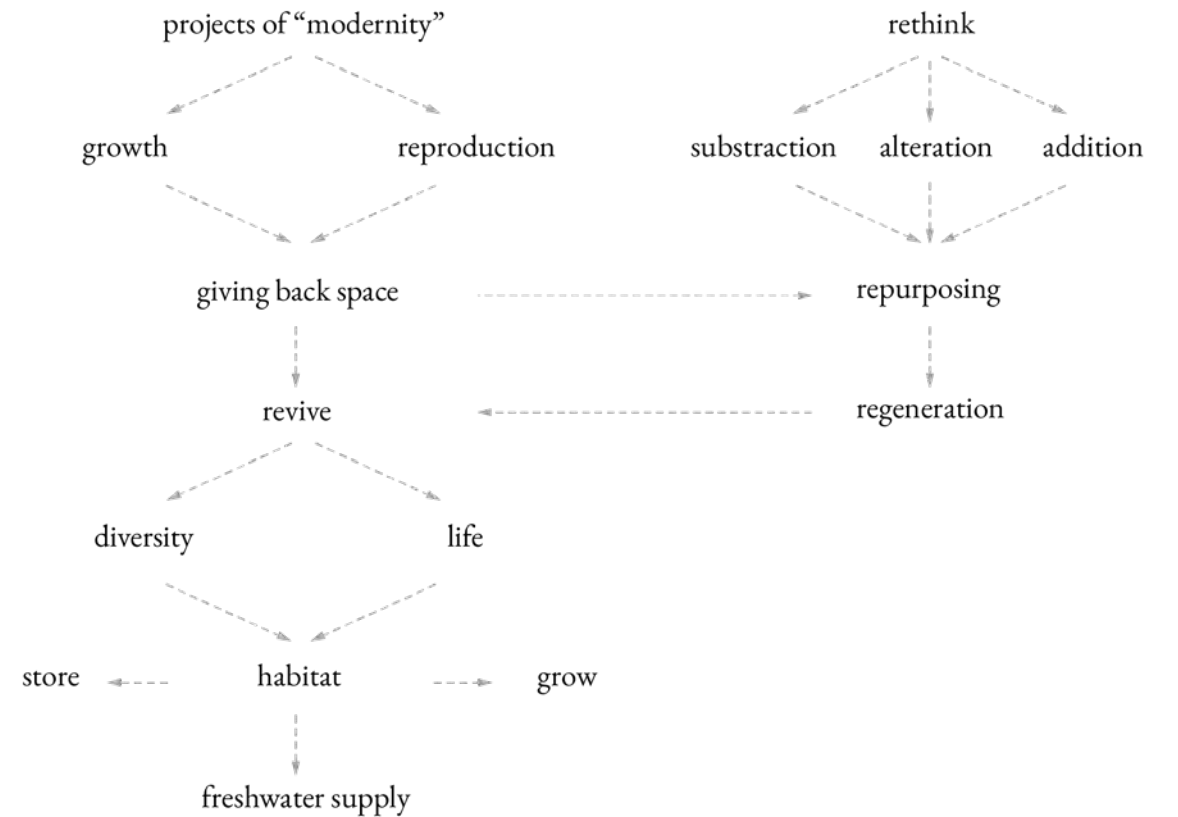 projects of “modernity”
rethink
growth
reproduction
substraction
alteration
addition
giving back space
repurposing
revive
regeneration
diversity
life
store
habitat
grow
freshwater supply